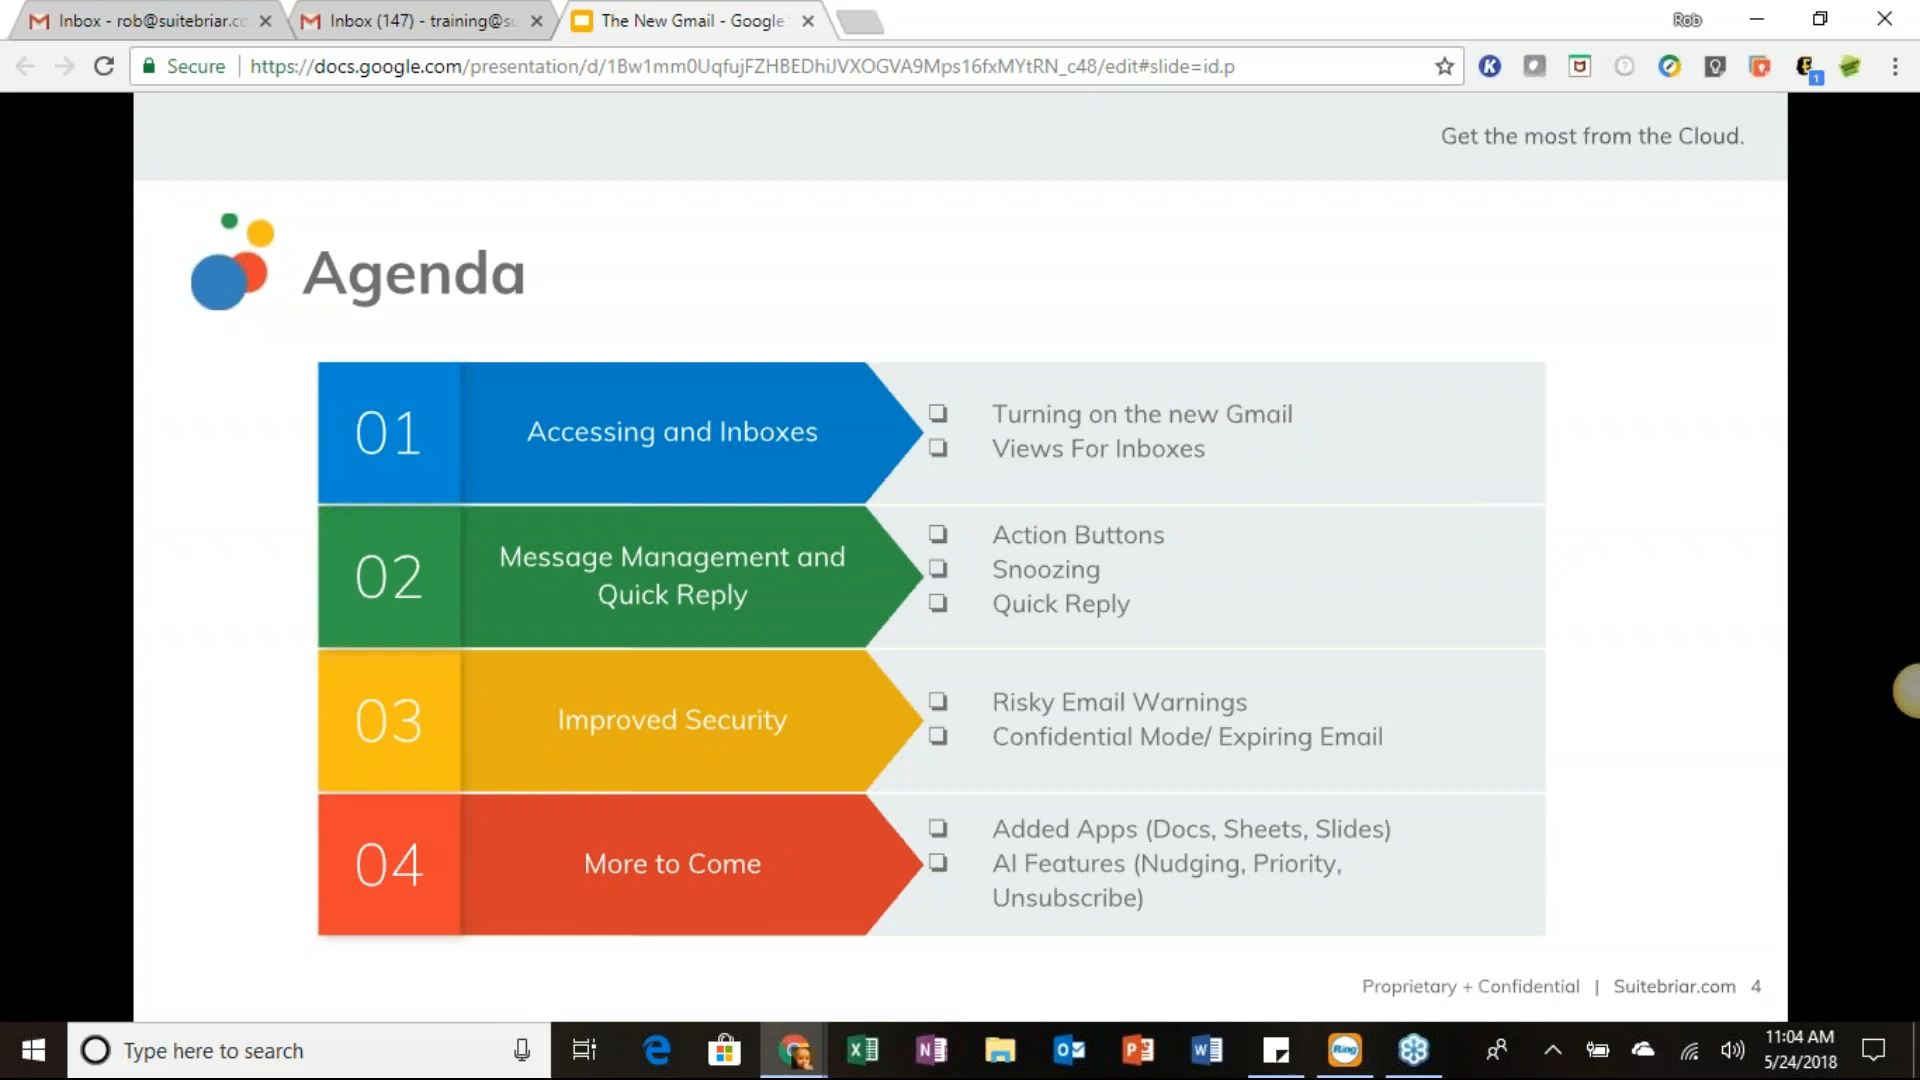 Inbox - rob@suitebriar.co
Inbox (147) - training@su
The New Gmail - Google
Rob
Secure
https://docs.google.com/presentation/d/1Bw1mm0UqfujFZHBEDhiJVXOGVA9Mps16fxMYtRN_c48/edit#slide=id.p
Get the most from the Cloud.
Agenda
01
Accessing and Inboxes
Turning on the new Gmail
Views For Inboxes
02
Message Management and
Quick Reply
Action Buttons
Snoozing
Quick Reply
03
Improved Security
Risky Email Warnings
Confidential Mode/ Expiring Email
04
More to Come
Added Apps (Docs, Sheets, Slides)
AI Features (Nudging, Priority,
Unsubscribe)
Proprietary + Confidential | Suitebriar.com 4
Type here to search
Ring
11:04 AM
5/24/2018